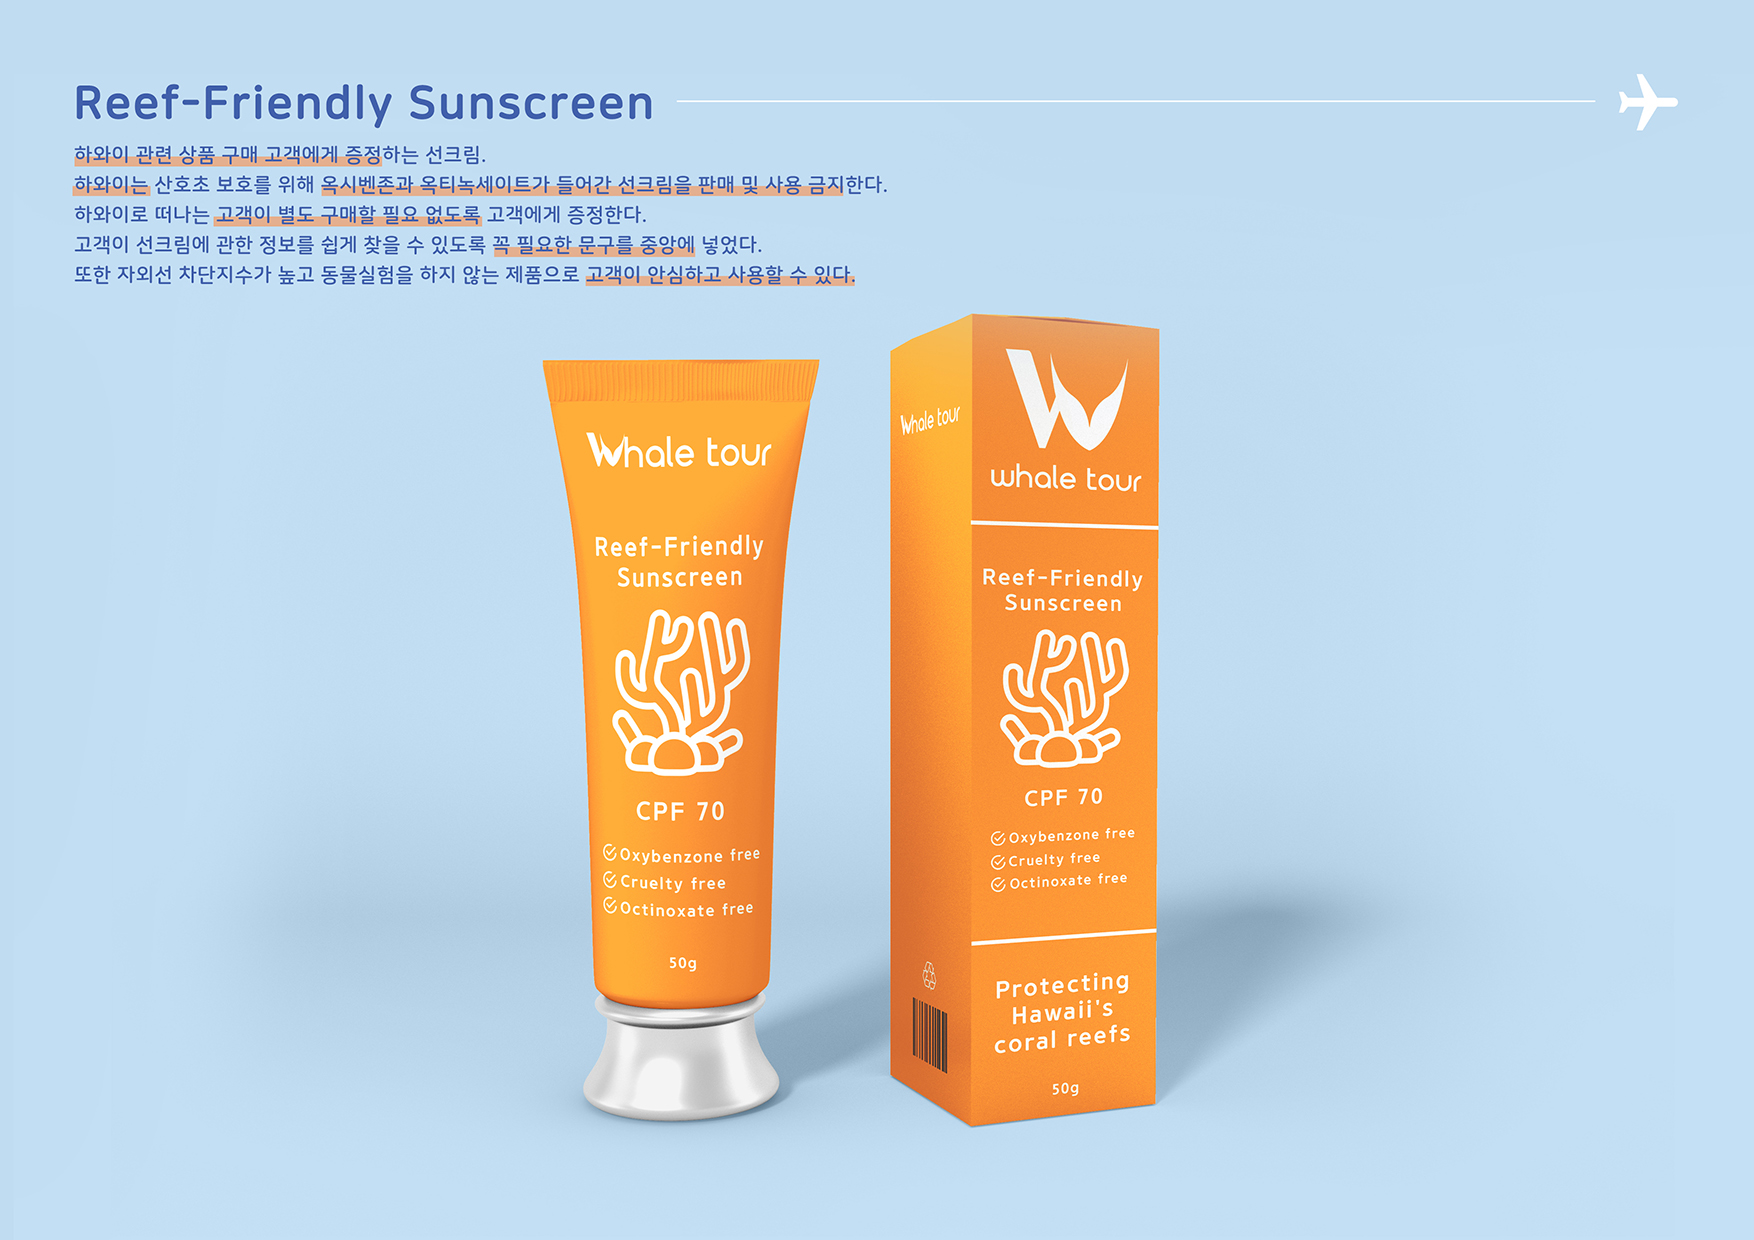 Reef-Friendly Sunscreen
하와이 관련 상품 구매 고객에게 증정하는 선크림.
하와이는 산호초 보호를 위해 옥시벤존과 옥티녹세이트가 들어간 선크림을 판매 및 사용 금지한다.
하와이로 떠나는 고객이 별도 구매할 필요 없도록 고객에게 증정한다.
고객이 선크림에 관한 정보를 쉽게 찾을 수 있도록 꼭 필요한 문구를 중앙에 넣었다.
또한 자외선 차단지수가 높고 동물실험을 하지 않는 제품으로 고객이 안심하고 사용할 수 있다.
Whale tour
Reef-Friendly
Sunscreen
CPF 70
Oxybenzone free
Cruelty free
Octinoxate free
50g
Whale tour
W
whale tour
Reef-Friendly
Sunscreen
CPF 70
Oxybenzone free
Cruelty free
Octinoxate free
Protecting
Hawaii's
coral reefs
50g